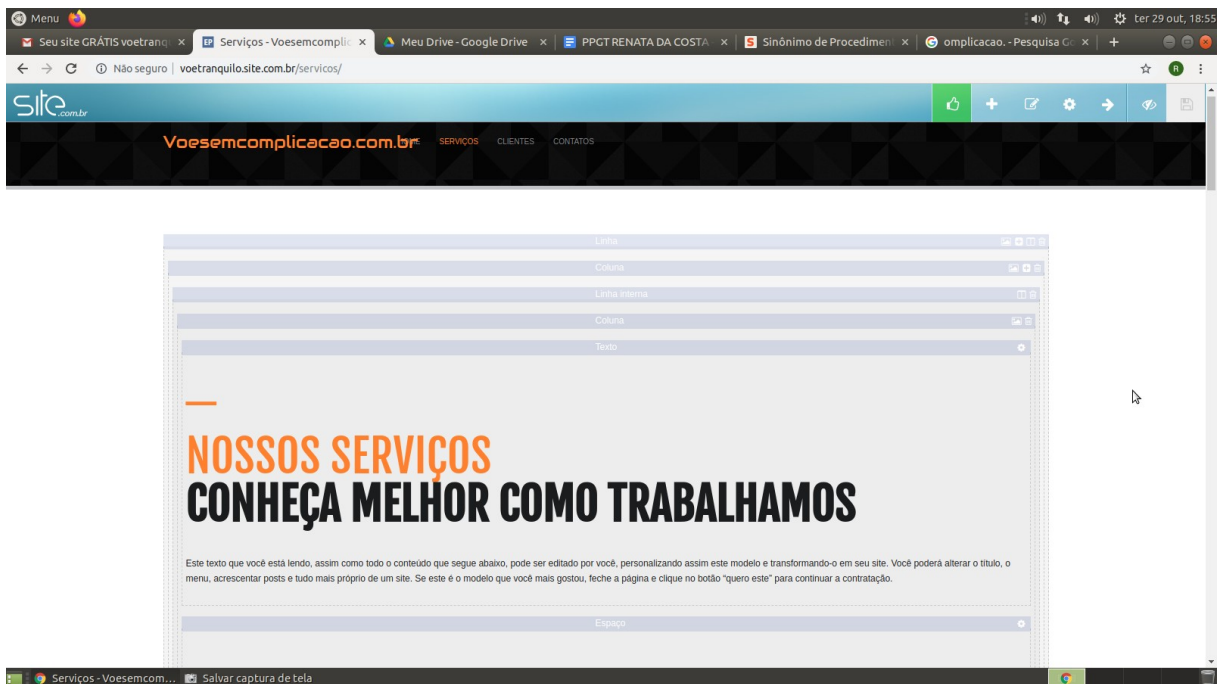 Menu
ter 29 out, 18:55
Seu site GRÁTIS voetranq
Serviços - Voesemcomplic
Meu Drive - Google Drive
PPGT RENATA DA COSTA
Sinônimo de Procediment
omplicacao. - Pesquisa Go
Não seguro | voetranquilo.site.com.br/servicos/
R
site.com.br
Voesemcomplicacao.com.br
SERVIÇOS CLIENTES CONTATOS
Linha
Coluna
Linha interna
Coluna
Texto
NOSSOS SERVIÇOS
CONHEÇA MELHOR COMO TRABALHAMOS
Este texto que você está lendo, assim como todo o conteúdo que segue abaixo, pode ser editado por você, personalizando assim este modelo e transformando-o em seu site. Você poderá alterar o título, o
menu, acrescentar posts e tudo mais próprio de um site. Se este é o modelo que você mais gostou, feche a página e clique no botão “quero este” para continuar a contratação.
Espaço
Serviços - Voesemcom...
Salvar captura de tela